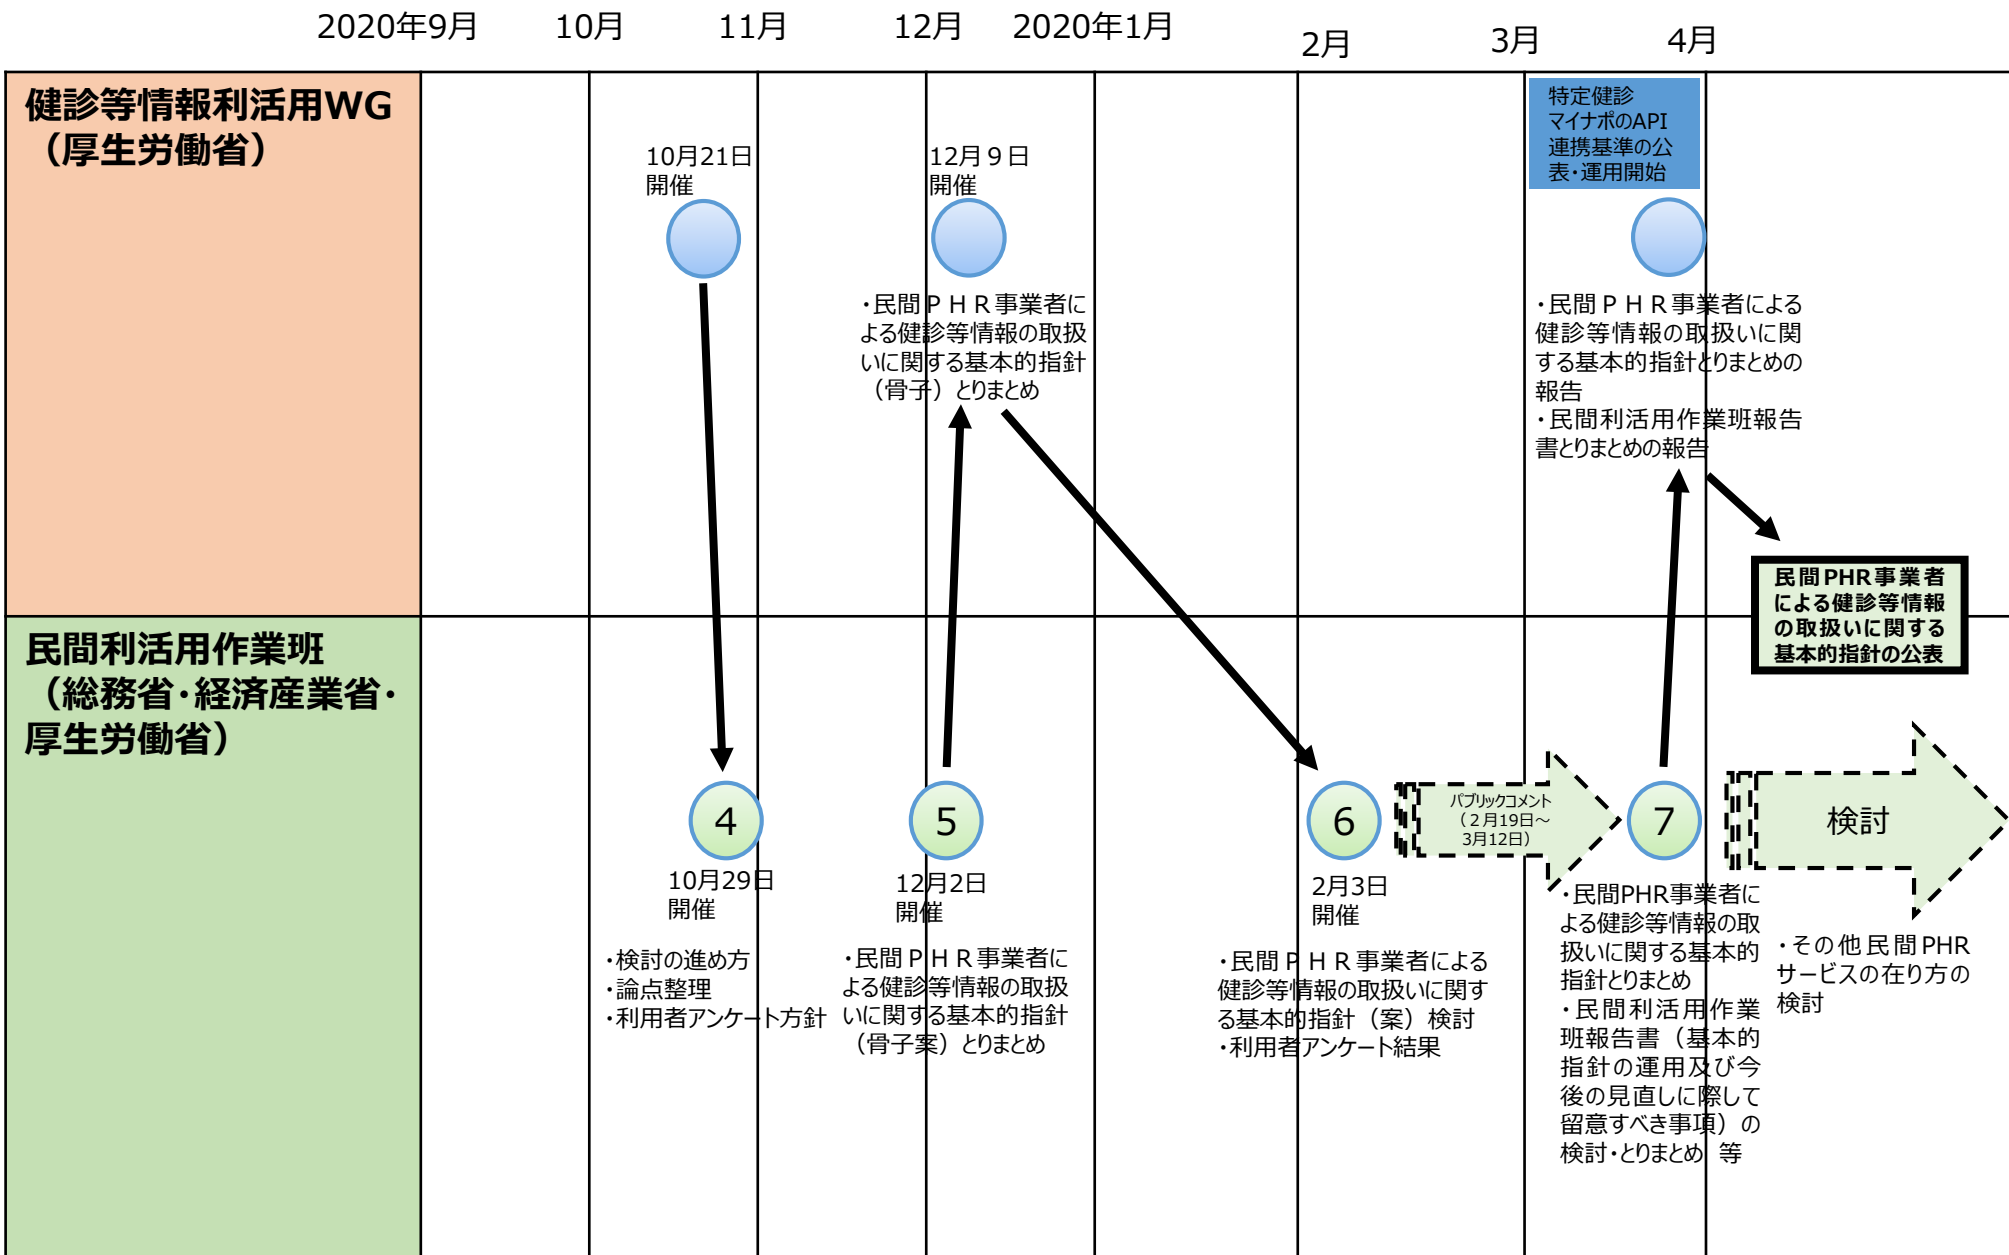 2020年9月
10月
11月
12月
2020年1月
2月
3月
4月
健診等情報利活用WG
（厚生労働省）
10月21日
開催
12月９日
開催
・民間ＰＨＲ事業者に
よる健診等情報の取扱
いに関する基本的指針
（骨子）とりまとめ
特定健診
マイナポのAPI
連携基準の公
表・運用開始
・民間ＰＨＲ事業者による
健診等情報の取扱いに関
する基本的指針とりまとめの
報告
・民間利活用作業班報告
書とりまとめの報告
民間PHR事業者
による健診等情報
の取扱いに関する
基本的指針の公表
民間利活用作業班
（総務省・経済産業省・
厚生労働省）
4
10月29日
開催
・検討の進め方
・論点整理
・利用者アンケート方針
5
12月2日
開催
・民間ＰＨＲ事業者に
よる健診等情報の取扱
いに関する基本的指針
（骨子案）とりまとめ
6
2月3日
開催
・民間ＰＨＲ事業者による
健診等情報の取扱いに関す
る基本的指針（案）検討
・利用者アンケート結果
パブリックコメント
（２月19日～
3月12日）
7
・民間PHR事業者に
よる健診等情報の取
扱いに関する基本的
指針とりまとめ
・民間利活用作業
班報告書（基本的
指針の運用及び今
後の見直しに際して
留意すべき事項）の
検討・とりまとめ 等
検討
・その他民間PHR
サービスの在り方の
検討